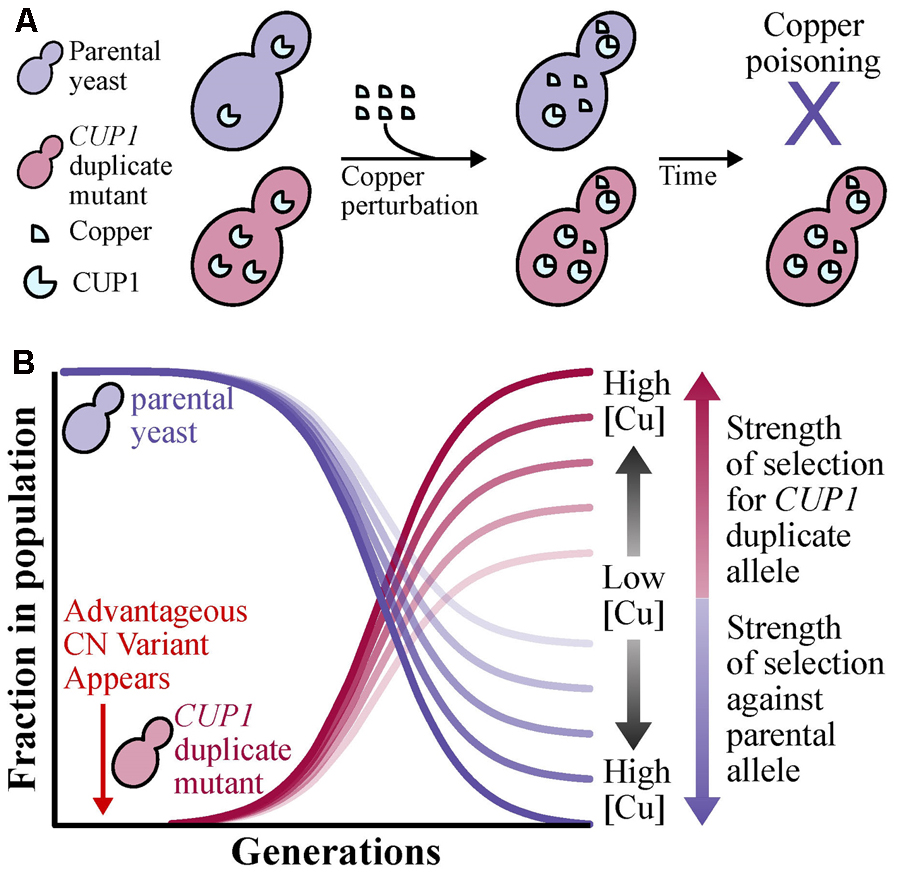 A
Parental
yeast
CUP1
duplicate
mutant
Copper
CUP1
Copper
perturbation
Time
Copper
poisoning
B
Fraction in population
parental
yeast
Advantageous
CN Variant
Appears
CUP1
duplicate
mutant
Generations
High
[Cu]
Low
[Cu]
High
[Cu]
Strength
of selection
for CUP1
duplicate
allele
Strength
of selection
against
parental
allele